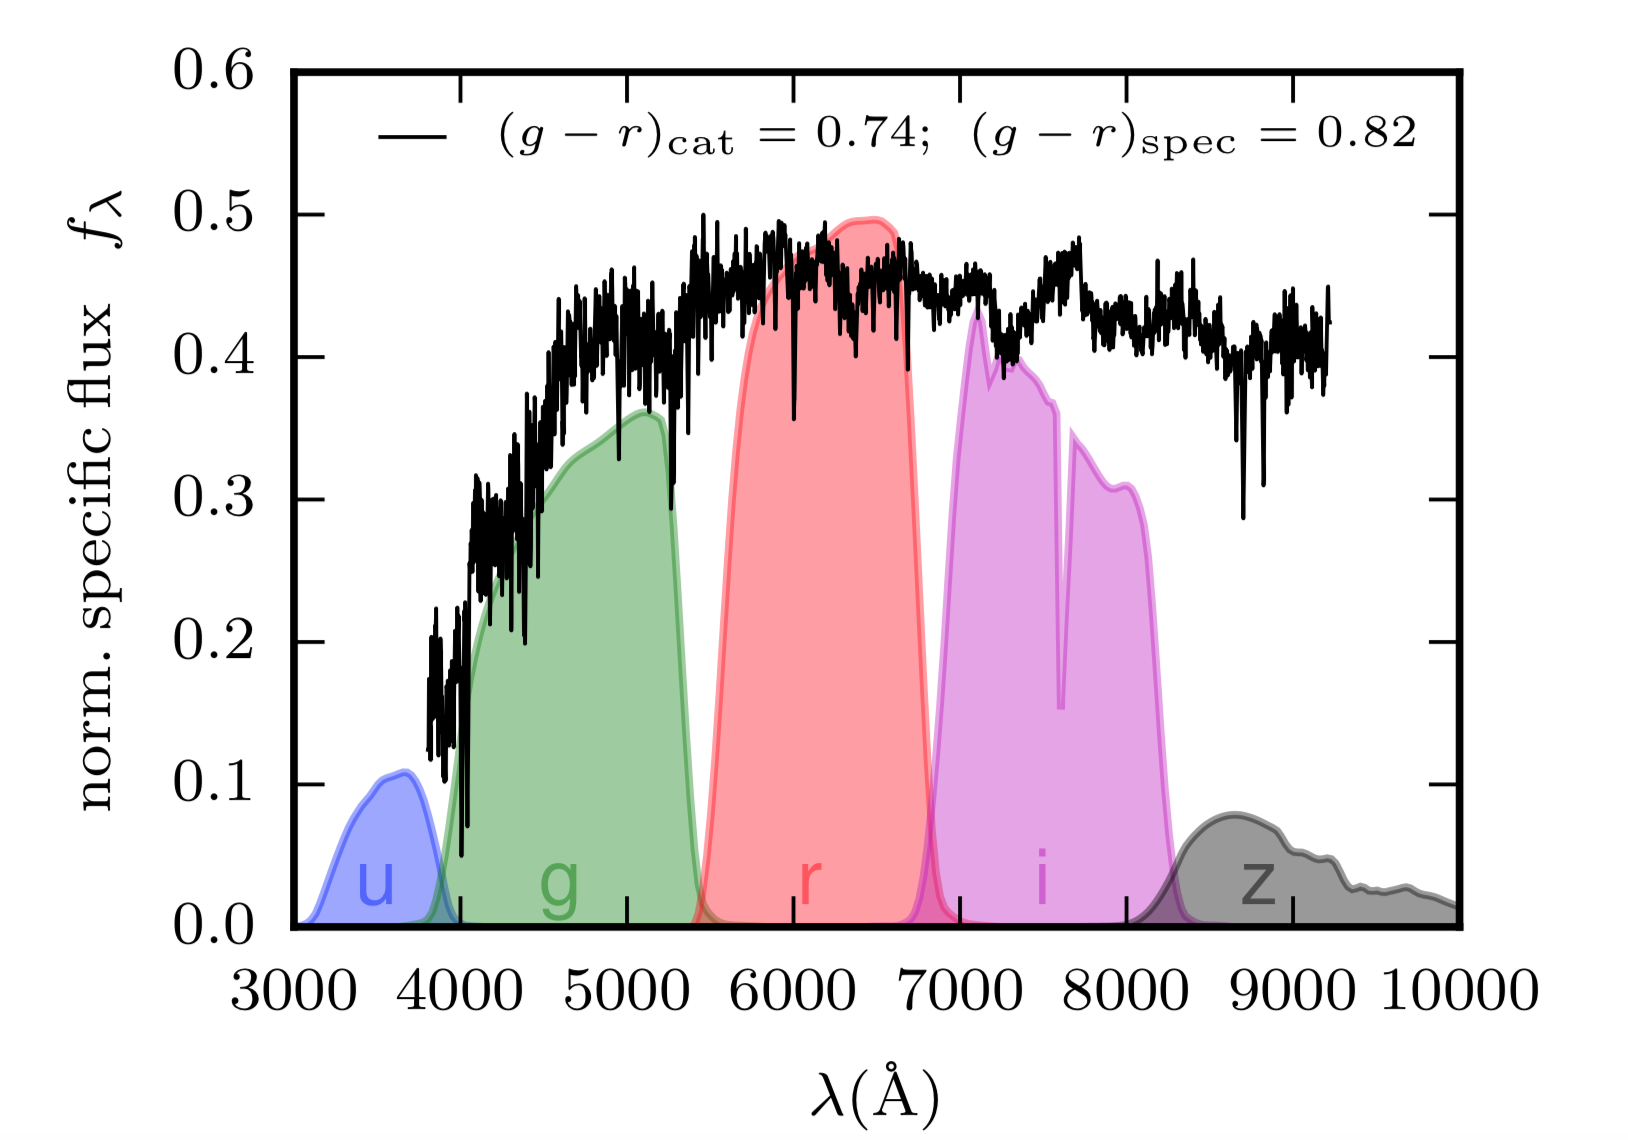 0.6
(g − r)cat = 0.74; (g − r)spec = 0.82
0.5
0.4
0.3
0.2
0.1
0.0
norm. specific flux fλ
u g r i z
3000 4000 5000 6000 7000 8000 9000 10000
λ(Å)